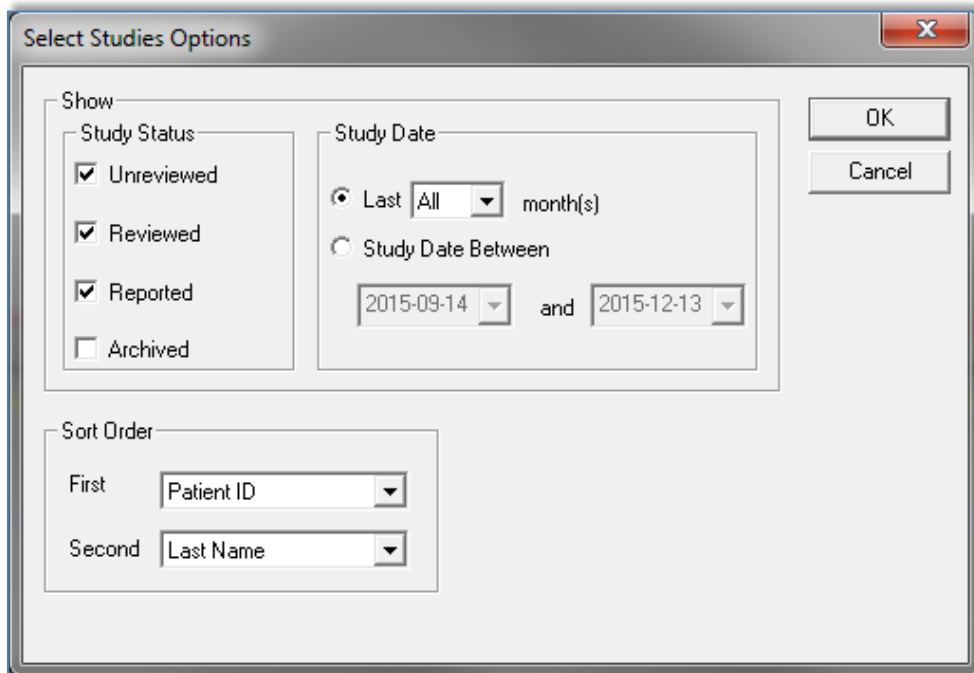 Select Studies Options
Show
Study Status
Unreviewed
Reviewed
Reported
Archived
Study Date
Last All month(s)
Study Date Between
2015-09-14 and 2015-12-13
OK
Cancel
Sort Order
First Patient ID
Second Last Name